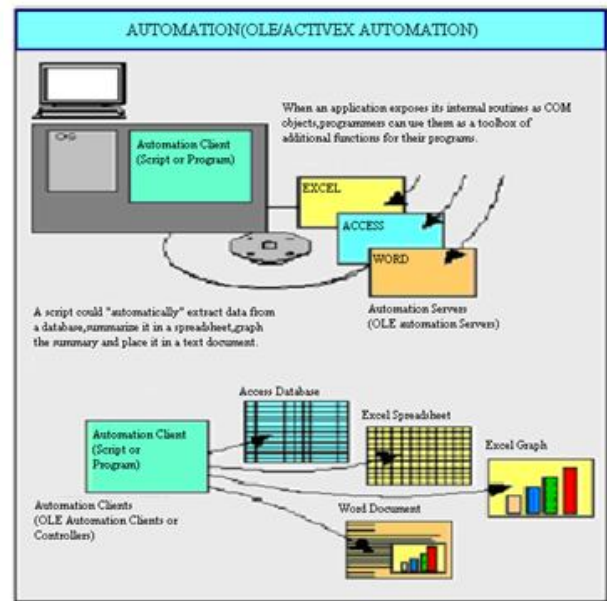 AUTOMATION(OLE/ACTIVEX AUTOMATION)
When an application exposes its internal routines as COM
objects,programmers can use them as a toolbox of
additional functions for their programs.
OS
Automation Client
(Script or Program)
EXCEL
ACCESS
WORD
Automation Servers
(OLE automation Servers)
A script could "automatically" extract data from
a database,summarize it in a spreadsheet,graph
the summary and place it in a text document.
Access Database
Excel Spreadsheet
Excel Graph
Automation Client
(Script or
Program)
Automation Clients
(OLE Automation Clients or
Controllers)
Word Document